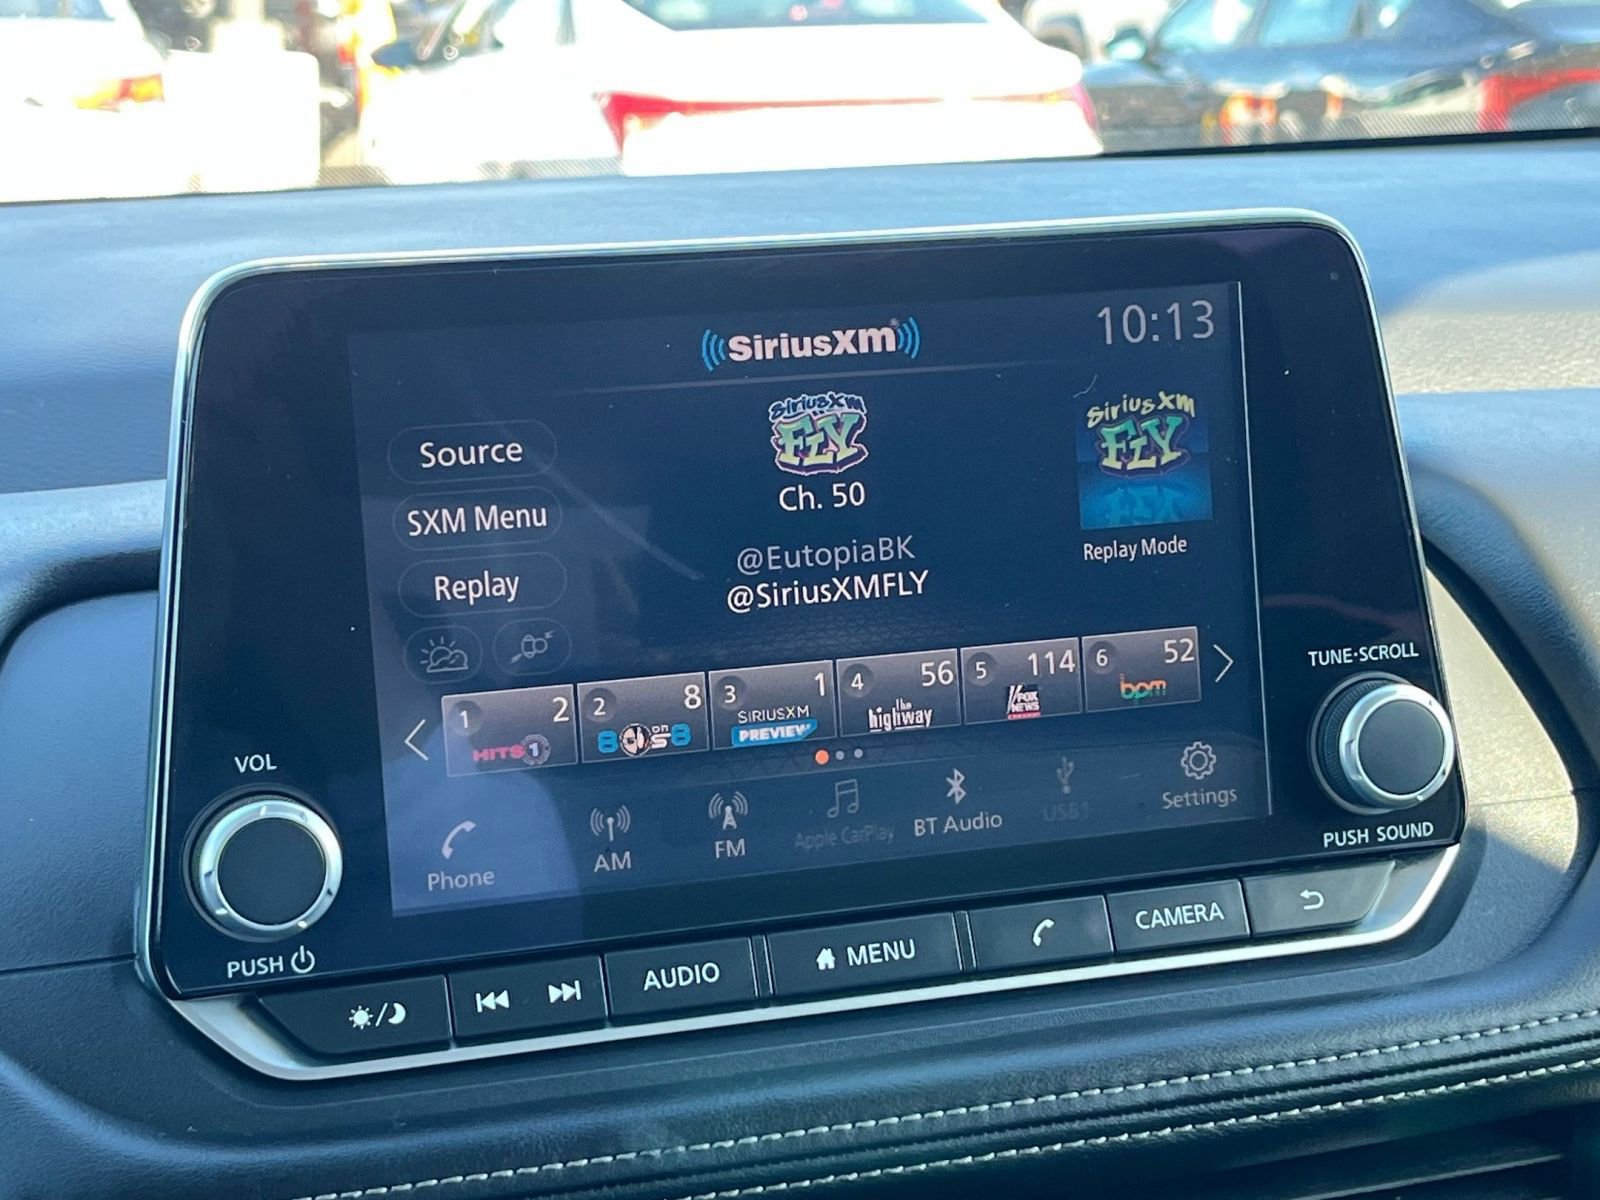 SiriusXM
10:13
SiriusXM
FLY
Ch. 50
SiriusXM
FLY
Replay Mode
Source
SXM Menu
Replay
@EutopiaBK
@SiriusXMFLY
1 2
HITS 1
2 8
80s on 8
3 1
SIRIUSXM
PREVIEW
4 56
the
highway
5 114
FOX
NEWS
6 52
bpm
Phone
AM
FM
Apple CarPlay
BT Audio
USB1
Settings
VOL
PUSH
TUNE·SCROLL
PUSH SOUND
AUDIO
MENU
CAMERA